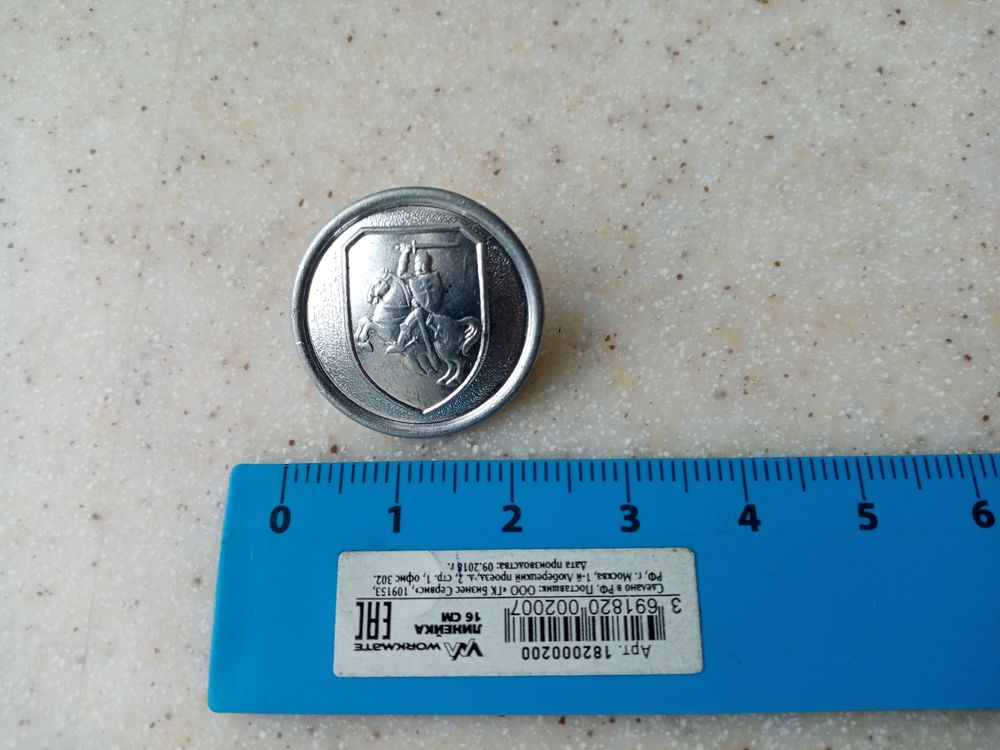 0 1 2 3 4 5 6
Арт. 182000200
3 691820 002007
WORKMATE
ЛИНЕЙКА
16 СМ
EAC
Сделано в РФ. Поставщик: ООО «ГК Бизнес Сервис», 109153,
РФ, г. Москва, 1-й Люберецкий проезд, д. 2, стр. 1, офис 302.
Дата производства: 09.2018 г.